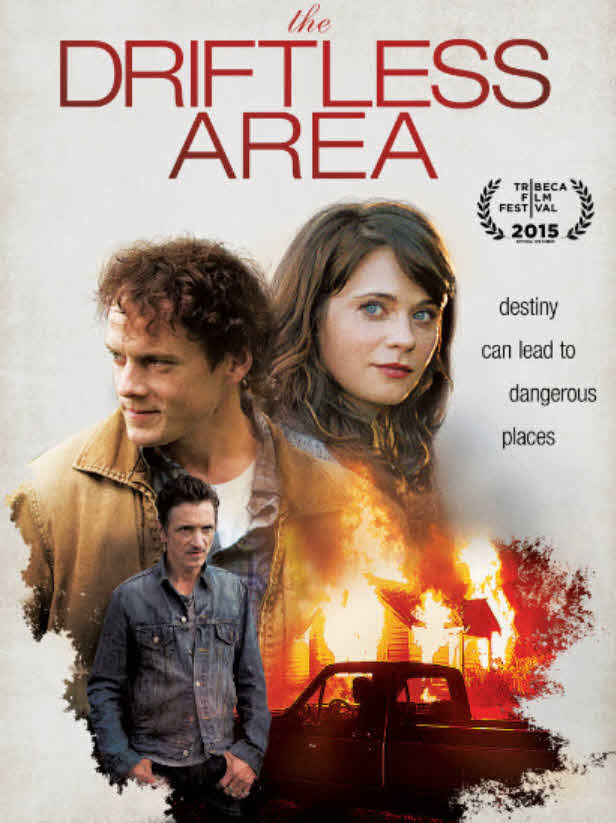 the
DRIFTLESS
AREA
TRIBECA
FILM
FESTIVAL
2015
destiny
can lead to
dangerous
places